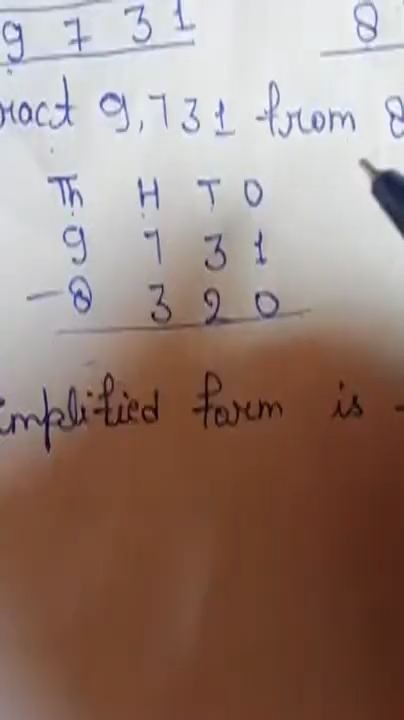 9 7 3 1 8
ract 9,731 from 8
Th H T O
9 7 3 1
-8 3 2 0
implified form is -